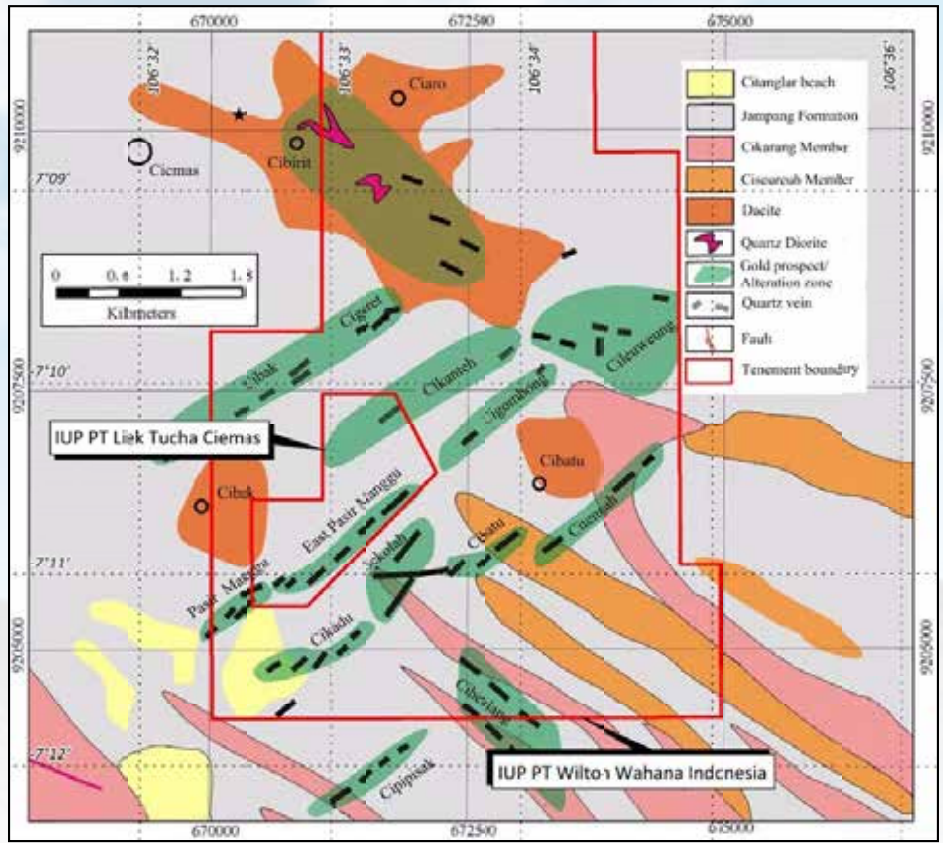 670000
672500
675000
106°32'
106°33'
106°34'
106°36'
9210000
9210000
Ciaro
Cibirit
Ciemas
-7°09'
Citanglar beach
Jampang Formation
Cikarang Member
Ciseureuh Member
Dacite
Quartz Diorite
Gold prospect/
Alteration zone
Quartz vein
Fault
Tenement boundary
0 0.6 1.2 1.8
Kilometers
Cigaret
Cibak
Cikanteh
Cileuweung
Cigombong
-7°10'
9207500
9207500
IUP PT Liek Tucha Ciemas
Cibatu
Cibak
East Pasir Manggu
Sekolah
Cibatu
-7°11'
Pasir Manggu
Cikadu
9205000
9205000
-7°12'
Cipipisak
IUP PT Wilton Wahana Indonesia
670000
672500
675000